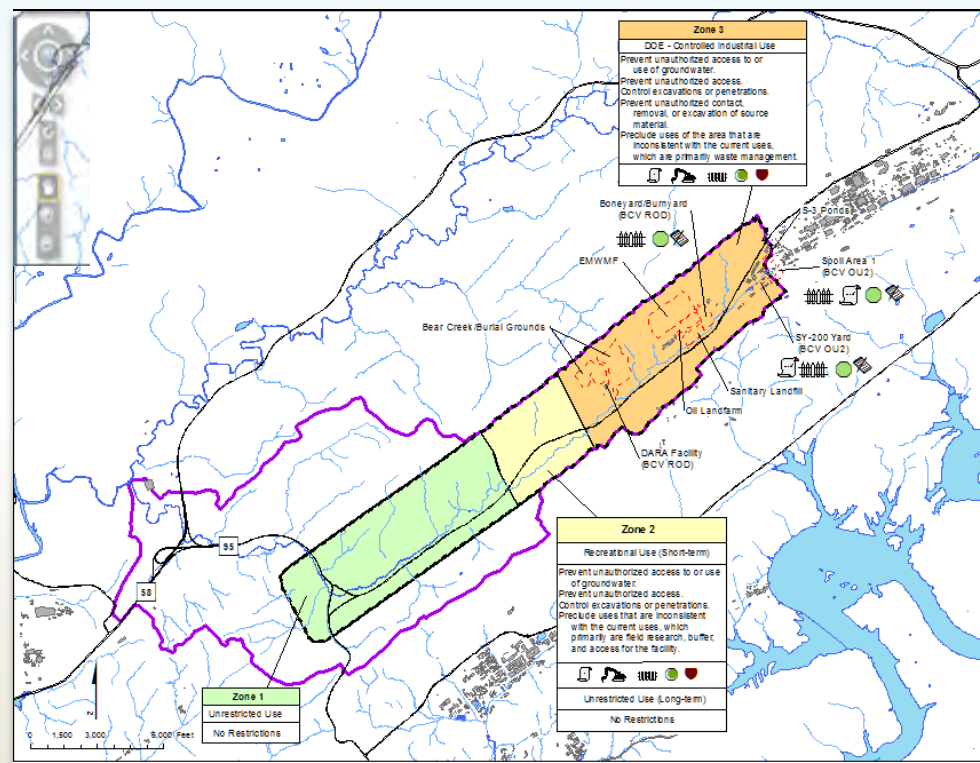 Zone 3
DOE - Controlled Industrial Use
Prevent unauthorized access to or
use of groundwater.
Prevent unauthorized access.
Control excavations or penetrations.
Prevent unauthorized contact,
removal, or excavation of source
material.
Preclude uses of the area that are
inconsistent with the current uses,
which are primarily waste management.
Boneyard/Burnyard
(BCV ROD)
S-3 Ponds
EMWMF
Spoil Area 1
(BCV OU2)
Bear Creek/Burial Grounds
SY-200 Yard
(BCV OU2)
Sanitary Landfill
Oil Landfarm
DARA Facility
(BCV ROD)
95
58
Zone 2
Recreational Use (Short-term)
Prevent unauthorized access to or use
of groundwater.
Prevent unauthorized access.
Control excavations or penetrations.
Preclude uses that are inconsistent
with the current uses, which
primarily are field research, buffer,
and access for the facility.
Unrestricted Use (Long-term)
No Restrictions
Zone 1
Unrestricted Use
No Restrictions
N
0 1,500 3,000 6,000 Feet